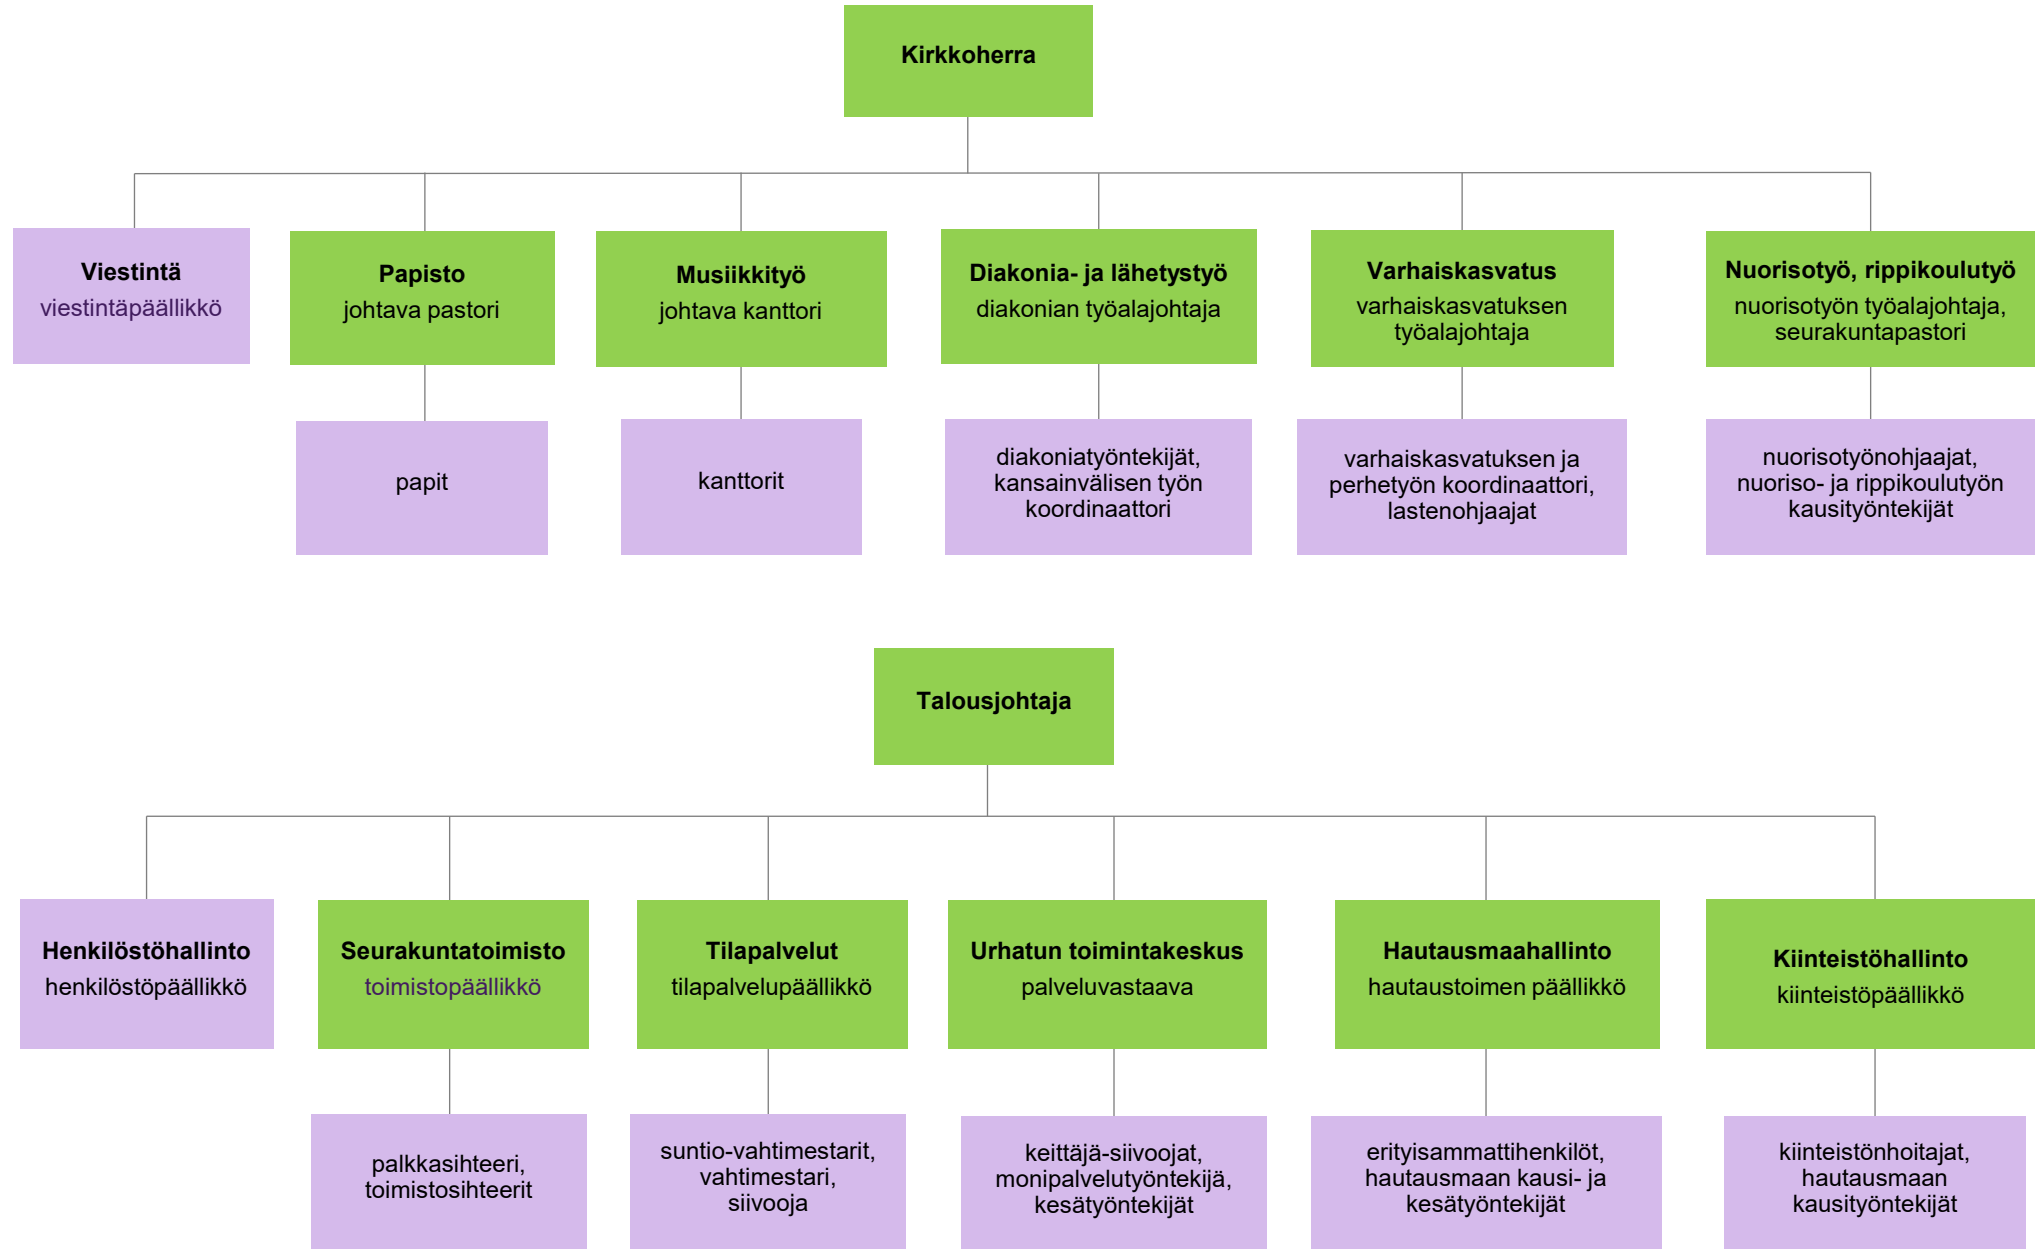 Kirkkoherra
Viestintä
viestintäpäällikkö
Papisto
johtava pastori
Musiikkityö
johtava kanttori
Diakonia- ja lähetystyö
diakonian työalajohtaja
Varhaiskasvatus
varhaiskasvatuksen
työalajohtaja
Nuorisotyö, rippikoulutyö
nuorisotyön työalajohtaja,
seurakuntapastori
papit
kanttorit
diakoniatyöntekijät,
kansainvälisen työn
koordinaattori
varhaiskasvatuksen ja
perhetyön koordinaattori,
lastenohjaajat
nuorisotyönohjaajat,
nuoriso- ja rippikoulutyön
kausityöntekijät
Talousjohtaja
Henkilöstöhallinto
henkilöstöpäällikkö
Seurakuntatoimisto
toimistopäällikkö
Tilapalvelut
tilapalvelupäällikkö
Urhatun toimintakeskus
palveluvastaava
Hautausmaahallinto
hautaustoimen päällikkö
Kiinteistöhallinto
kiinteistöpäällikkö
palkkasihteeri,
toimistosihteerit
suntio-vahtimestarit,
vahtimestari,
siivooja
keittäjä-siivoojat,
monipalvelutyöntekijä,
kesätyöntekijät
erityisammattihenkilöt,
hautausmaan kausi- ja
kesätyöntekijät
kiinteistönhoitajat,
hautausmaan
kausityöntekijät